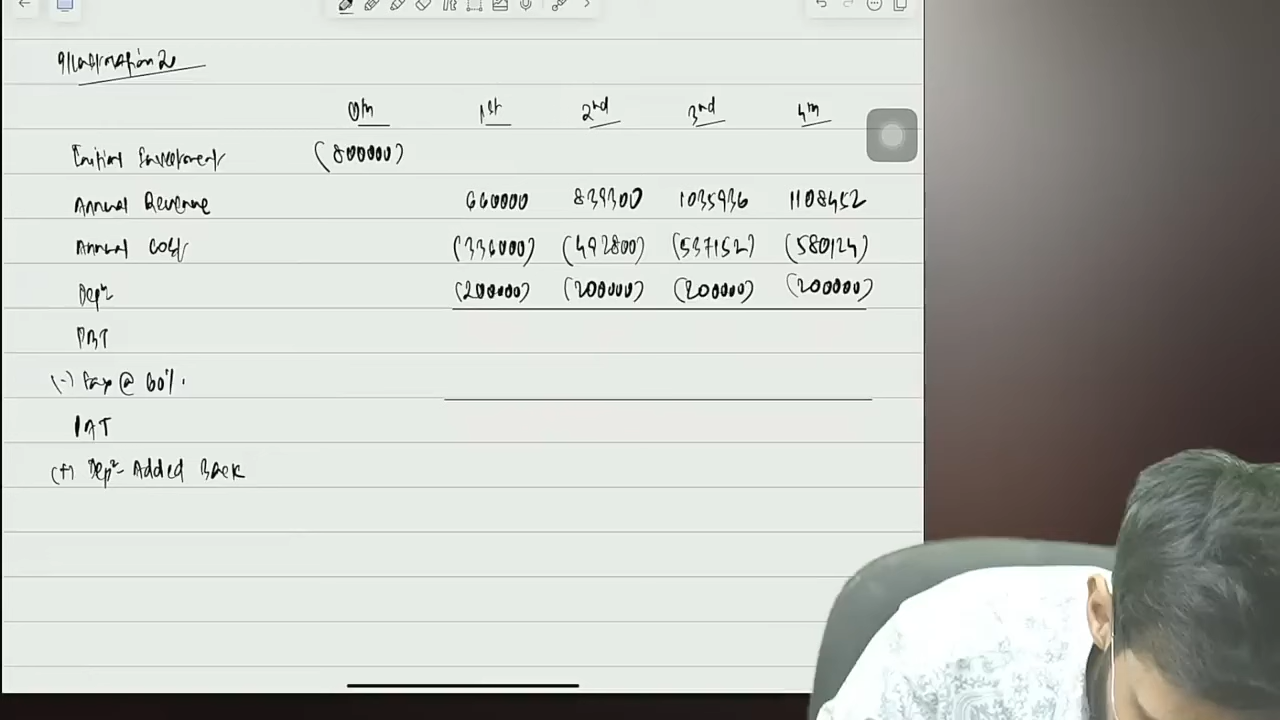 Illustration 2
0th 1st 2nd 3rd 4th
Initial Investment (800000)
Annual Revenue 660000 839300 1035936 1108452
Annual Cost (336000) (492800) (537152) (580124)
Depn (200000) (200000) (200000) (200000)
PBT
(-) Tax @ 60%
PAT
(+) Depn Added Back